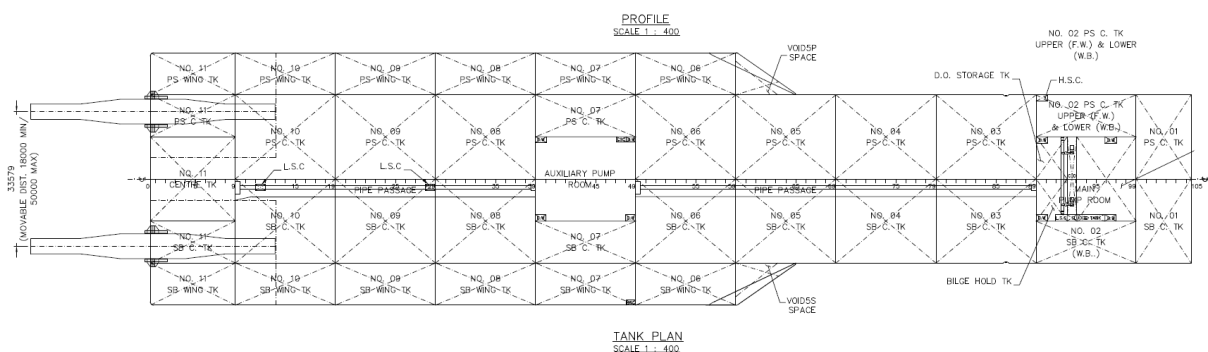 PROFILE
SCALE 1 : 400
NO. 02 PS C. TK
UPPER (F.W.) & LOWER
(W.B.)
VOID5P
SPACE
D.O. STORAGE TK
H.S.C.
NO. 11
PS WING TK
NO. 10
PS WING TK
NO. 09
PS WING TK
NO. 08
PS WING TK
NO. 07
PS WING TK
NO. 06
PS WING TK
NO. 11
PS C. TK
NO. 10
PS C. TK
NO. 09
PS C. TK
NO. 08
PS C. TK
NO. 07
PS C. TK
NO. 06
PS C. TK
NO. 05
PS C. TK
NO. 04
PS C. TK
NO. 03
PS C. TK
NO. 02 PS C. TK
UPPER (F.W.)
& LOWER (W.B.)
NO. 01
PS C. TK
33579
(MOVABLE DIST. 18000 MIN/
50000 MAX)
L.S.C
L.S.C
NO. 11
CENTRE TK
PIPE PASSAGE
AUXILIARY PUMP
ROOM
PIPE PASSAGE
MAIN
PUMP ROOM
0
9
39
45
49
79
99
105
NO. 11
SB C. TK
NO. 10
SB C. TK
NO. 09
SB C. TK
NO. 08
SB C. TK
NO. 07
SB C. TK
NO. 06
SB C. TK
NO. 05
SB C. TK
NO. 04
SB C. TK
NO. 03
SB C. TK
NO. 02
SB C. TK
(W.B..)
NO. 01
SB C. TK
NO. 11
SB WING TK
NO. 10
SB WING TK
NO. 09
SB WING TK
NO. 08
SB WING TK
NO. 07
SB WING TK
NO. 06
SB WING TK
VOID5S
SPACE
BILGE HOLD TK
TANK PLAN
SCALE 1 : 400